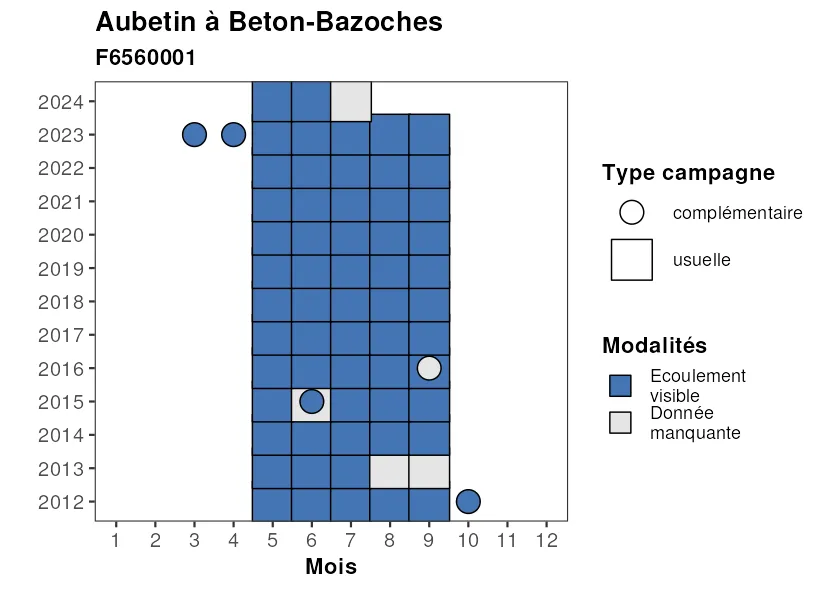 Aubetin à Beton-Bazoches
F6560001
2024
2023
2022
2021
2020
2019
2018
2017
2016
2015
2014
2013
2012
1 2 3 4 5 6 7 8 9 10 11 12
Mois
Type campagne
complémentaire
usuelle
Modalités
Ecoulement
visible
Donnée
manquante